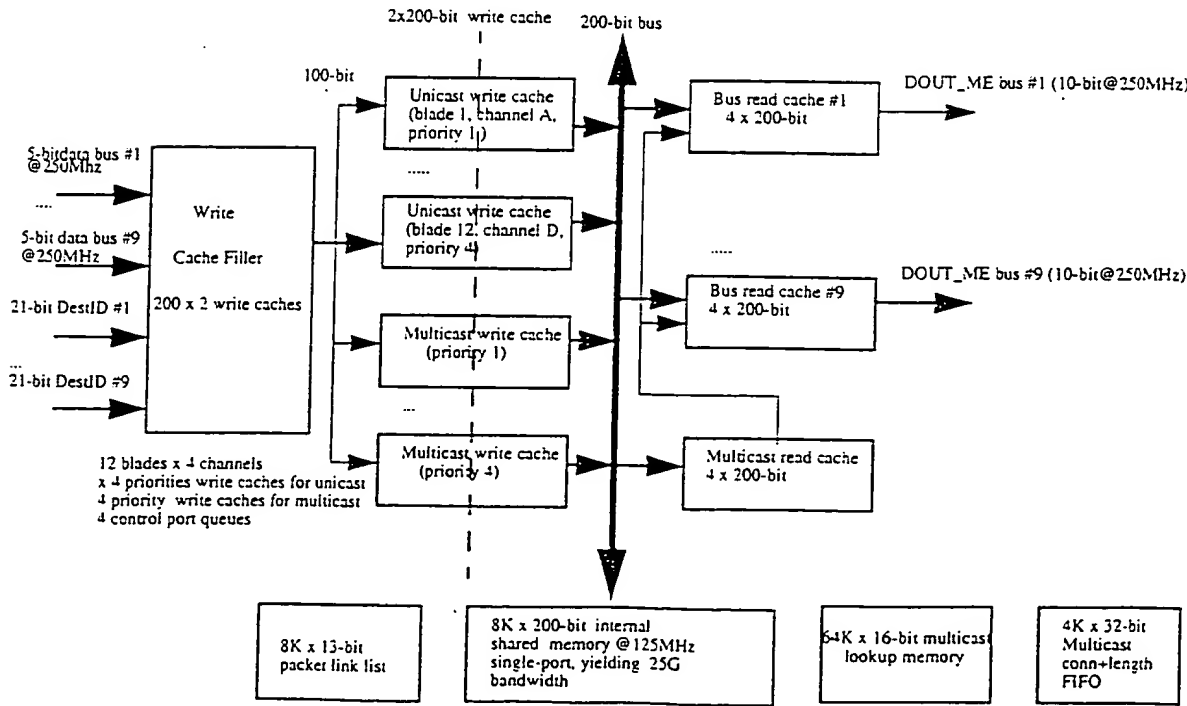 2x200-bit write cache
200-bit bus
100-bit
Unicast write cache
(blade 1, channel A,
priority 1)
Bus read cache #1
4 x 200-bit
DOUT_ME bus #1 (10-bit@250MHz)
5-bitdata bus #1
@250Mhz
....
5-bit data bus #9
@250MHz
21-bit DestID #1
...
21-bit DestID #9
Write
Cache Filler
200 x 2 write caches
.....
Unicast write cache
(blade 12, channel D,
priority 4)
.....
Bus read cache #9
4 x 200-bit
DOUT_ME bus #9 (10-bit@250MHz)
Multicast write cache
(priority 1)
...
Multicast write cache
(priority 4)
Multicast read cache
4 x 200-bit
12 blades x 4 channels
x 4 priorities write caches for unicast
4 priority write caches for multicast
4 control port queues
8K x 13-bit
packet link list
8K x 200-bit internal
shared memory @125MHz
single-port, yielding 25G
bandwidth
64K x 16-bit multicast
lookup memory
4K x 32-bit
Multicast
conn+length
FIFO